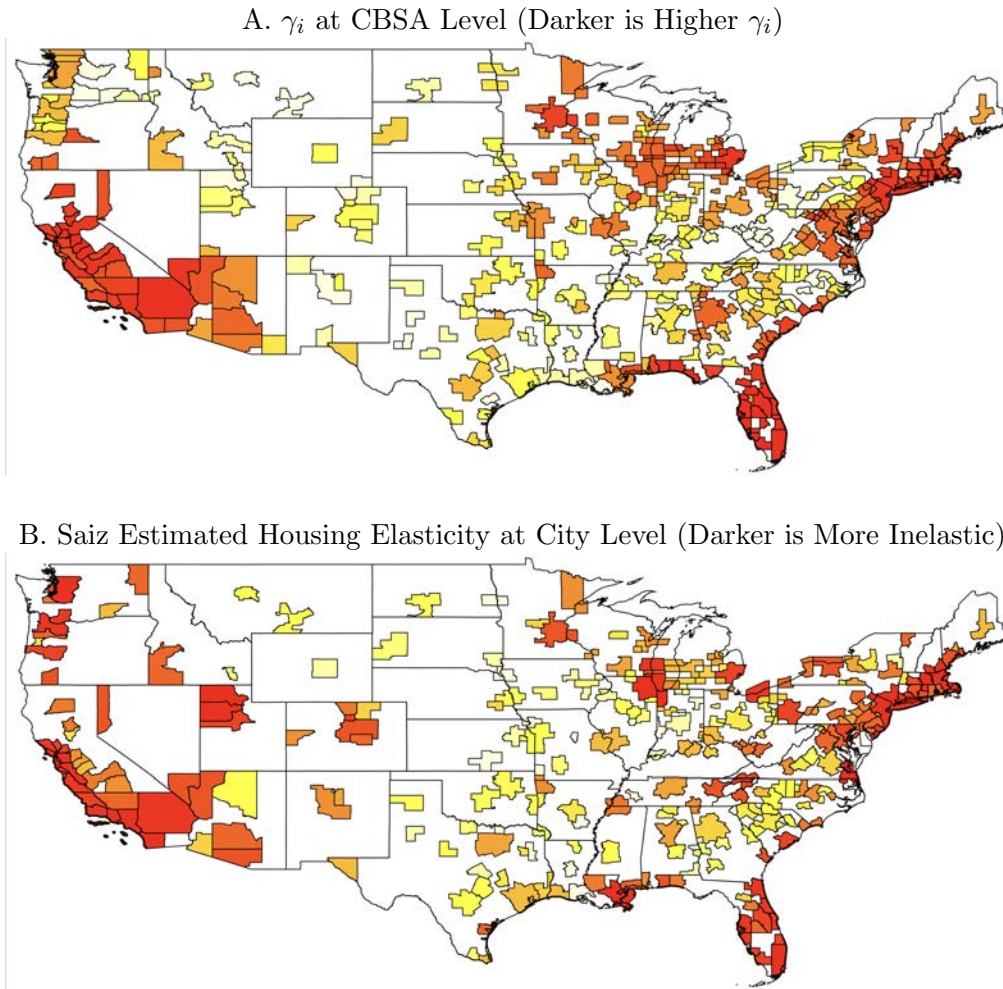 A. γᵢ at CBSA Level (Darker is Higher γᵢ)
B. Saiz Estimated Housing Elasticity at City Level (Darker is More Inelastic)